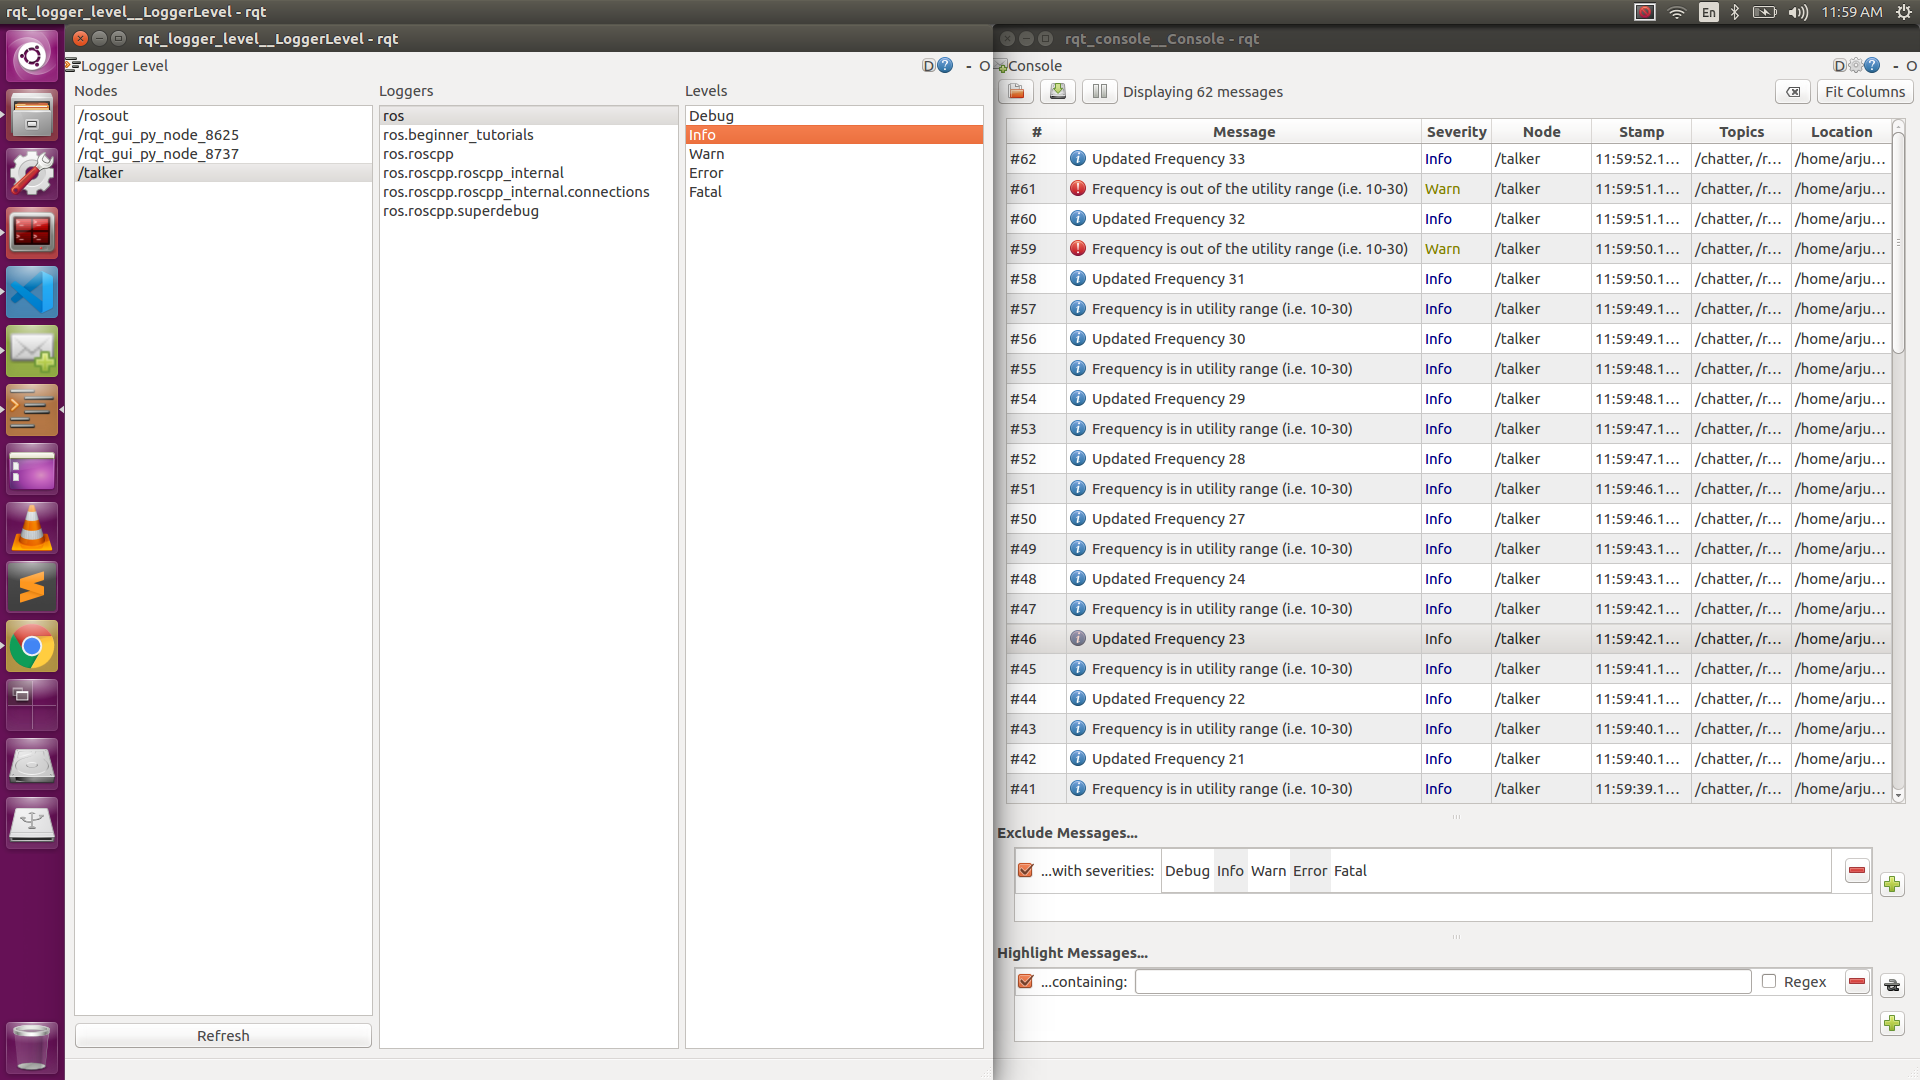 rqt_logger_level__LoggerLevel - rqt
En
11:59 AM
rqt_logger_level__LoggerLevel - rqt
Logger Level
D
?
- O
Nodes
Loggers
Levels
/rosout
/rqt_gui_py_node_8625
/rqt_gui_py_node_8737
/talker
ros
ros.beginner_tutorials
ros.roscpp
ros.roscpp.roscpp_internal
ros.roscpp.roscpp_internal.connections
ros.roscpp.superdebug
Debug
Info
Warn
Error
Fatal
Refresh
rqt_console__Console - rqt
Console
D
?
- O
Displaying 62 messages
Fit Columns
# Message Severity Node Stamp Topics Location
#62 Updated Frequency 33 Info /talker 11:59:52.1... /chatter, /r... /home/arju...
#61 Frequency is out of the utility range (i.e. 10-30) Warn /talker 11:59:51.1... /chatter, /r... /home/arju...
#60 Updated Frequency 32 Info /talker 11:59:51.1... /chatter, /r... /home/arju...
#59 Frequency is out of the utility range (i.e. 10-30) Warn /talker 11:59:50.1... /chatter, /r... /home/arju...
#58 Updated Frequency 31 Info /talker 11:59:50.1... /chatter, /r... /home/arju...
#57 Frequency is in utility range (i.e. 10-30) Info /talker 11:59:49.1... /chatter, /r... /home/arju...
#56 Updated Frequency 30 Info /talker 11:59:49.1... /chatter, /r... /home/arju...
#55 Frequency is in utility range (i.e. 10-30) Info /talker 11:59:48.1... /chatter, /r... /home/arju...
#54 Updated Frequency 29 Info /talker 11:59:48.1... /chatter, /r... /home/arju...
#53 Frequency is in utility range (i.e. 10-30) Info /talker 11:59:47.1... /chatter, /r... /home/arju...
#52 Updated Frequency 28 Info /talker 11:59:47.1... /chatter, /r... /home/arju...
#51 Frequency is in utility range (i.e. 10-30) Info /talker 11:59:46.1... /chatter, /r... /home/arju...
#50 Updated Frequency 27 Info /talker 11:59:46.1... /chatter, /r... /home/arju...
#49 Frequency is in utility range (i.e. 10-30) Info /talker 11:59:43.1... /chatter, /r... /home/arju...
#48 Updated Frequency 24 Info /talker 11:59:43.1... /chatter, /r... /home/arju...
#47 Frequency is in utility range (i.e. 10-30) Info /talker 11:59:42.1... /chatter, /r... /home/arju...
#46 Updated Frequency 23 Info /talker 11:59:42.1... /chatter, /r... /home/arju...
#45 Frequency is in utility range (i.e. 10-30) Info /talker 11:59:41.1... /chatter, /r... /home/arju...
#44 Updated Frequency 22 Info /talker 11:59:41.1... /chatter, /r... /home/arju...
#43 Frequency is in utility range (i.e. 10-30) Info /talker 11:59:40.1... /chatter, /r... /home/arju...
#42 Updated Frequency 21 Info /talker 11:59:40.1... /chatter, /r... /home/arju...
#41 Frequency is in utility range (i.e. 10-30) Info /talker 11:59:39.1... /chatter, /r... /home/arju...
Exclude Messages...
...with severities: Debug Info Warn Error Fatal
Highlight Messages...
...containing: Regex